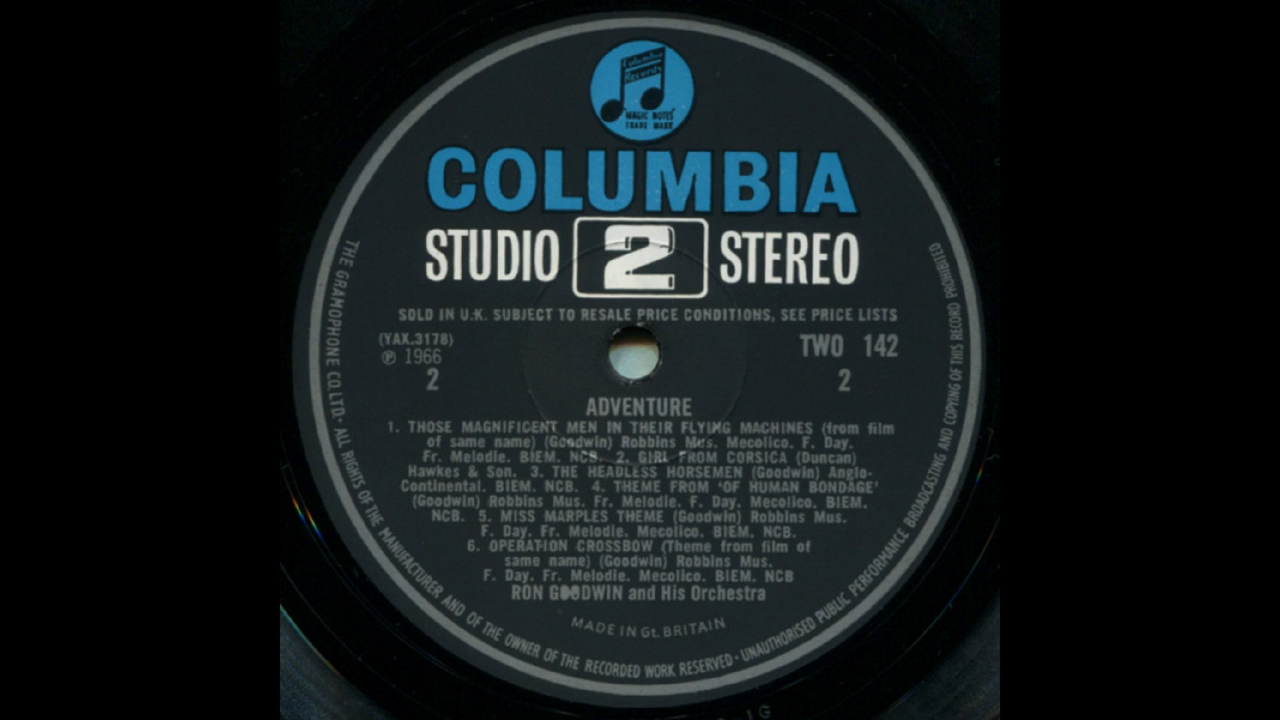 Columbia
Records
"MAGIC NOTES"
TRADE MARK
COLUMBIA
STUDIO 2 STEREO
SOLD IN U.K. SUBJECT TO RESALE PRICE CONDITIONS, SEE PRICE LISTS
(YAX.3178)
℗ 1966
2
TWO 142
2
ADVENTURE
1. THOSE MAGNIFICENT MEN IN THEIR FLYING MACHINES (from film
of same name) (Goodwin) Robbins Mus. Mecolico. F. Day.
Fr. Melodie. BIEM. NCB. 2. GIRL FROM CORSICA (Duncan)
Hawkes & Son. 3. THE HEADLESS HORSEMEN (Goodwin) Anglo-
Continental. BIEM. NCB. 4. THEME FROM 'OF HUMAN BONDAGE'
(Goodwin) Robbins Mus. Fr. Melodie. F. Day. Mecolico. BIEM.
NCB. 5. MISS MARPLES THEME (Goodwin) Robbins Mus.
F. Day. Fr. Melodie. Mecolico. BIEM. NCB.
6. OPERATION CROSSBOW (Theme from film of
same name) (Goodwin) Robbins Mus.
F. Day. Fr. Melodie. Mecolico. BIEM. NCB
RON GOODWIN and His Orchestra
MADE IN Gt. BRITAIN
THE GRAMOPHONE CO. LTD. · ALL RIGHTS OF THE MANUFACTURER AND OF THE OWNER OF THE RECORDED WORK RESERVED · UNAUTHORISED PUBLIC PERFORMANCE BROADCASTING AND COPYING OF THIS RECORD PROHIBITED